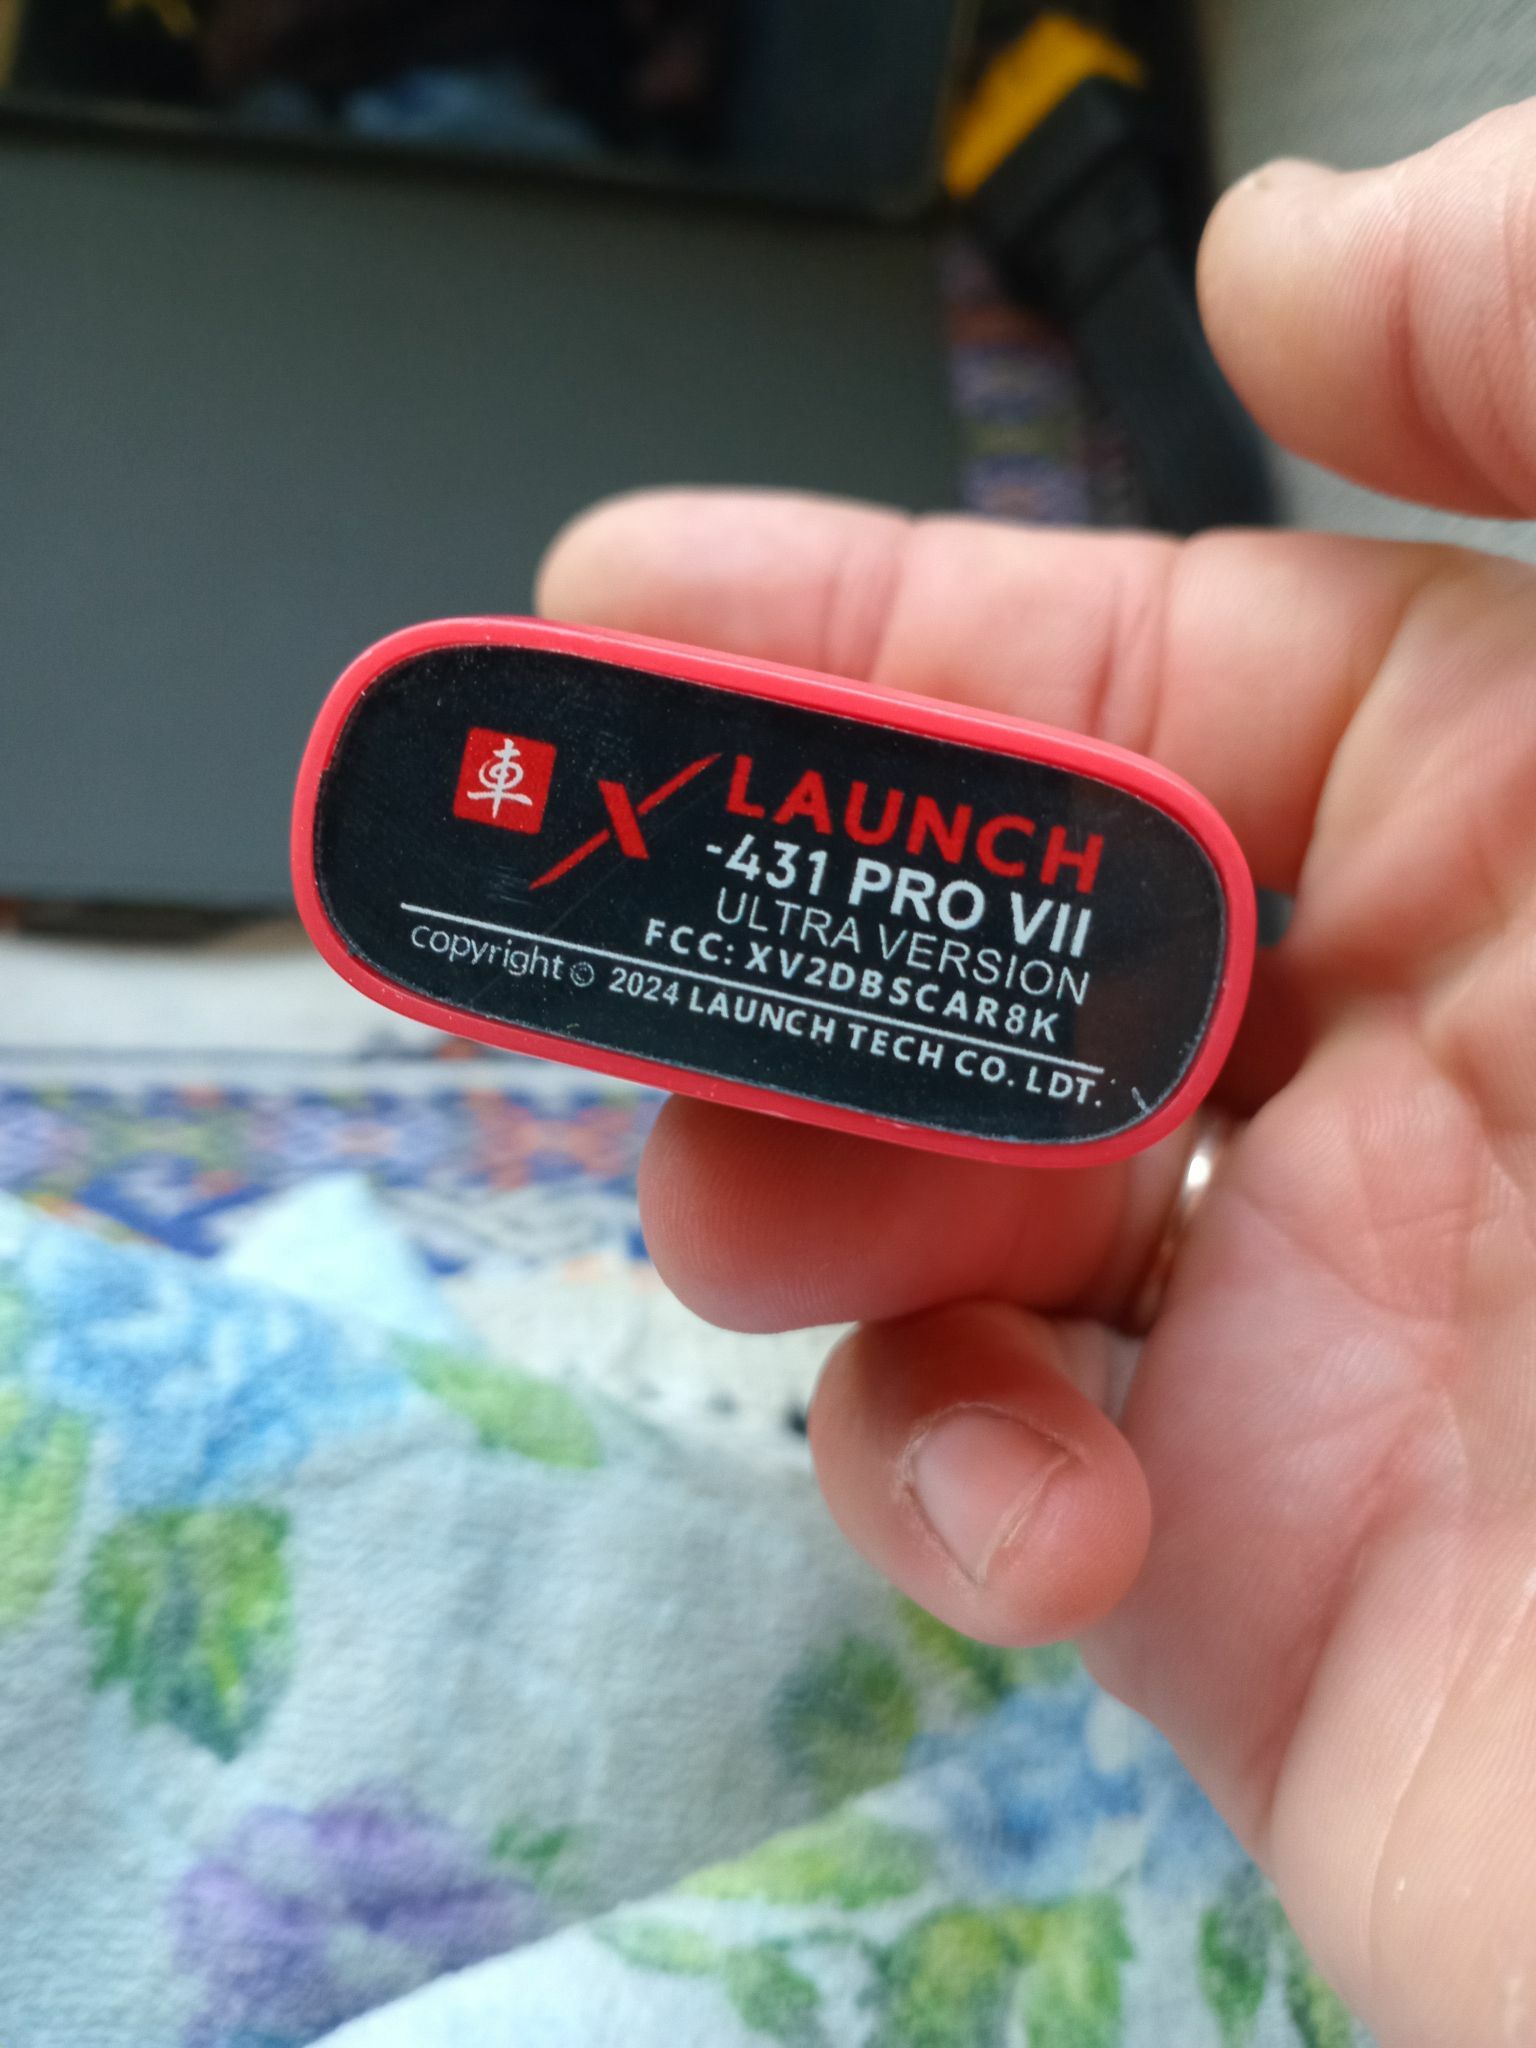 車 X LAUNCH
-431 PRO VII
ULTRA VERSION
FCC: XV2DBSCAR8K
copyright © 2024 LAUNCH TECH CO. LDT.